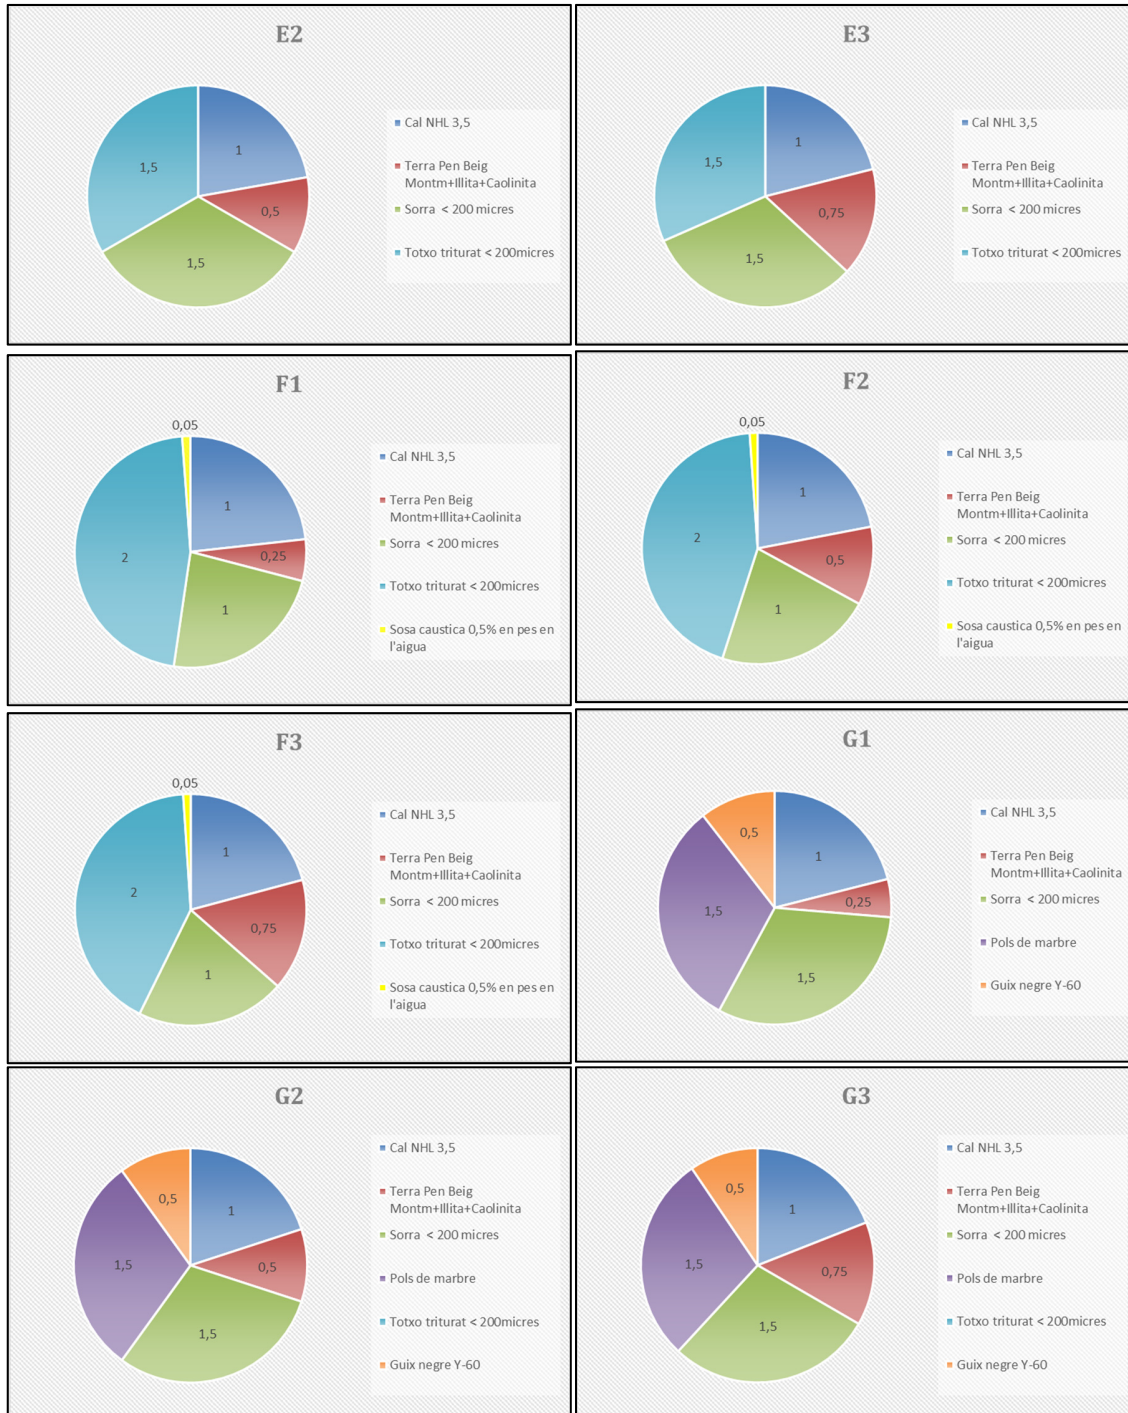 E2
1
0,5
1,5
1,5
Cal NHL 3,5
Terra Pen Beig
Montm+Illita+Caolinita
Sorra < 200 micres
Totxo triturat < 200micres
E3
1
0,75
1,5
1,5
Cal NHL 3,5
Terra Pen Beig
Montm+Illita+Caolinita
Sorra < 200 micres
Totxo triturat < 200micres
F1
0,05
1
0,25
1
2
Cal NHL 3,5
Terra Pen Beig
Montm+Illita+Caolinita
Sorra < 200 micres
Totxo triturat < 200micres
Sosa caustica 0,5% en pes en
l'aigua
F2
0,05
1
0,5
1
2
Cal NHL 3,5
Terra Pen Beig
Montm+Illita+Caolinita
Sorra < 200 micres
Totxo triturat < 200micres
Sosa caustica 0,5% en pes en
l'aigua
F3
0,05
1
0,75
1
2
Cal NHL 3,5
Terra Pen Beig
Montm+Illita+Caolinita
Sorra < 200 micres
Totxo triturat < 200micres
Sosa caustica 0,5% en pes en
l'aigua
G1
1
0,25
1,5
1,5
0,5
Cal NHL 3,5
Terra Pen Beig
Montm+Illita+Caolinita
Sorra < 200 micres
Pols de marbre
Guix negre Y-60
G2
1
0,5
1,5
1,5
0,5
Cal NHL 3,5
Terra Pen Beig
Montm+Illita+Caolinita
Sorra < 200 micres
Pols de marbre
Totxo triturat < 200micres
Guix negre Y-60
G3
1
0,75
1,5
1,5
0,5
Cal NHL 3,5
Terra Pen Beig
Montm+Illita+Caolinita
Sorra < 200 micres
Pols de marbre
Totxo triturat < 200micres
Guix negre Y-60